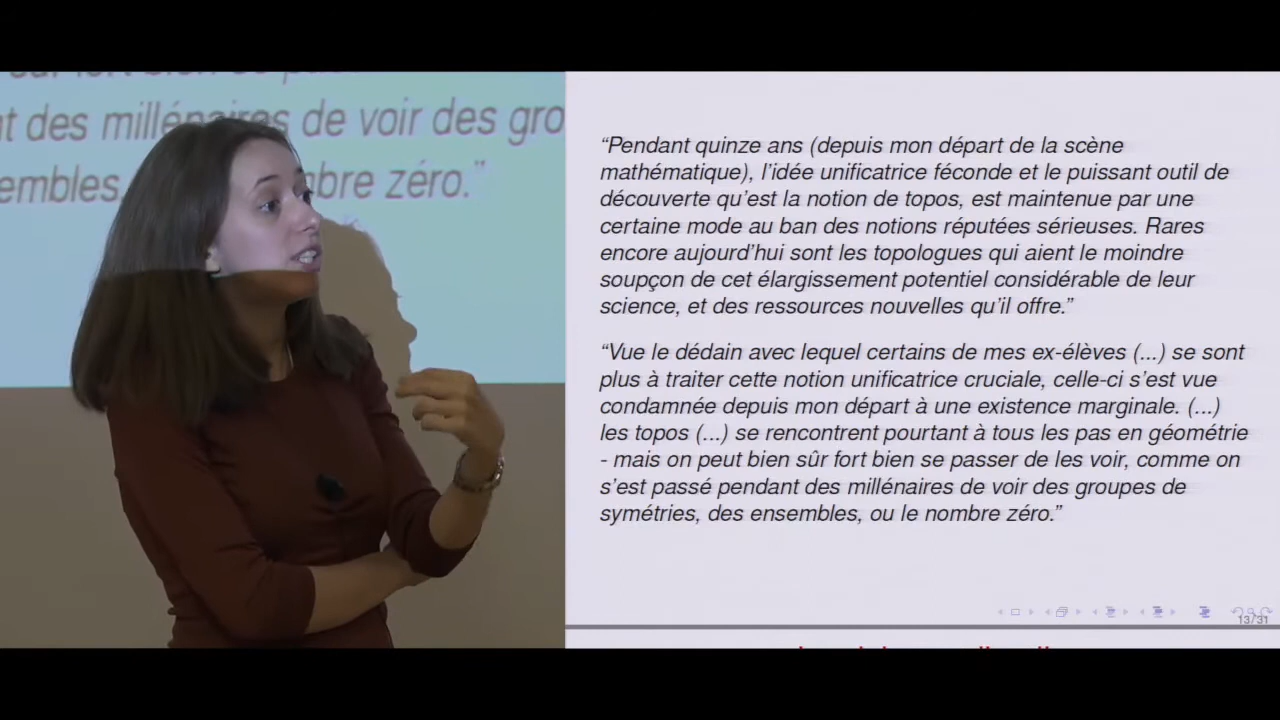 nt des millénaires de voir des gro
embles, mbre zéro.”
“Pendant quinze ans (depuis mon départ de la scène
mathématique), l’idée unificatrice féconde et le puissant outil de
découverte qu’est la notion de topos, est maintenue par une
certaine mode au ban des notions réputées sérieuses. Rares
encore aujourd’hui sont les topologues qui aient le moindre
soupçon de cet élargissement potentiel considérable de leur
science, et des ressources nouvelles qu’il offre.”
“Vue le dédain avec lequel certains de mes ex-élèves (...) se sont
plus à traiter cette notion unificatrice cruciale, celle-ci s’est vue
condamnée depuis mon départ à une existence marginale. (...)
les topos (...) se rencontrent pourtant à tous les pas en géométrie
- mais on peut bien sûr fort bien se passer de les voir, comme on
s’est passé pendant des millénaires de voir des groupes de
symétries, des ensembles, ou le nombre zéro.”
13/31